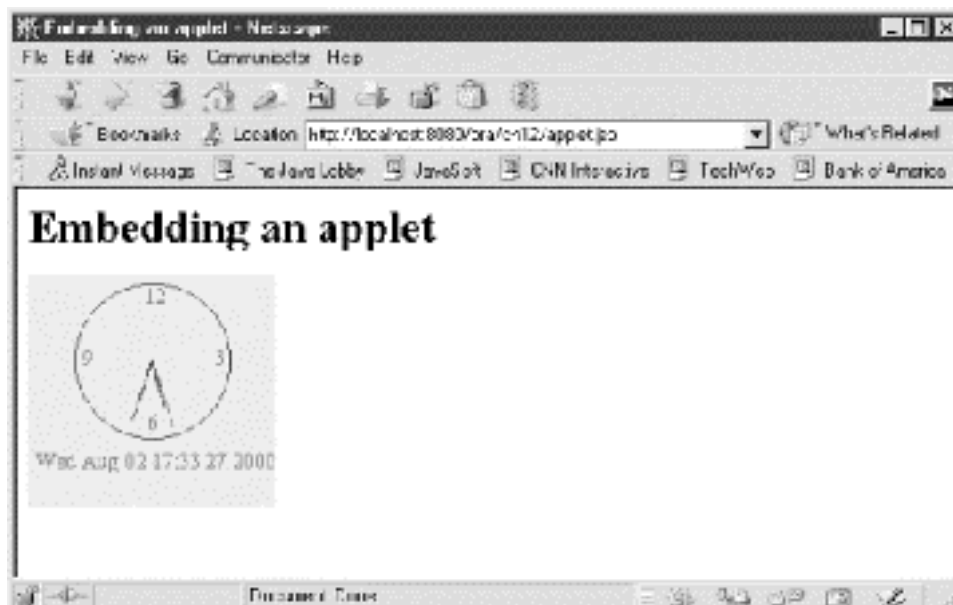 Embedding an applet - Netscape
File Edit View Go Communicator Help
Bookmarks Location http://localhost:8080/ora/ch12/applet.jsp What's Related
Instant Message The Java Lobby JavaSoft CNN Interactive TechWeb Bank of America
Embedding an applet
12
9 3
6
Wed Aug 02 17:33:27 2000
Document Done